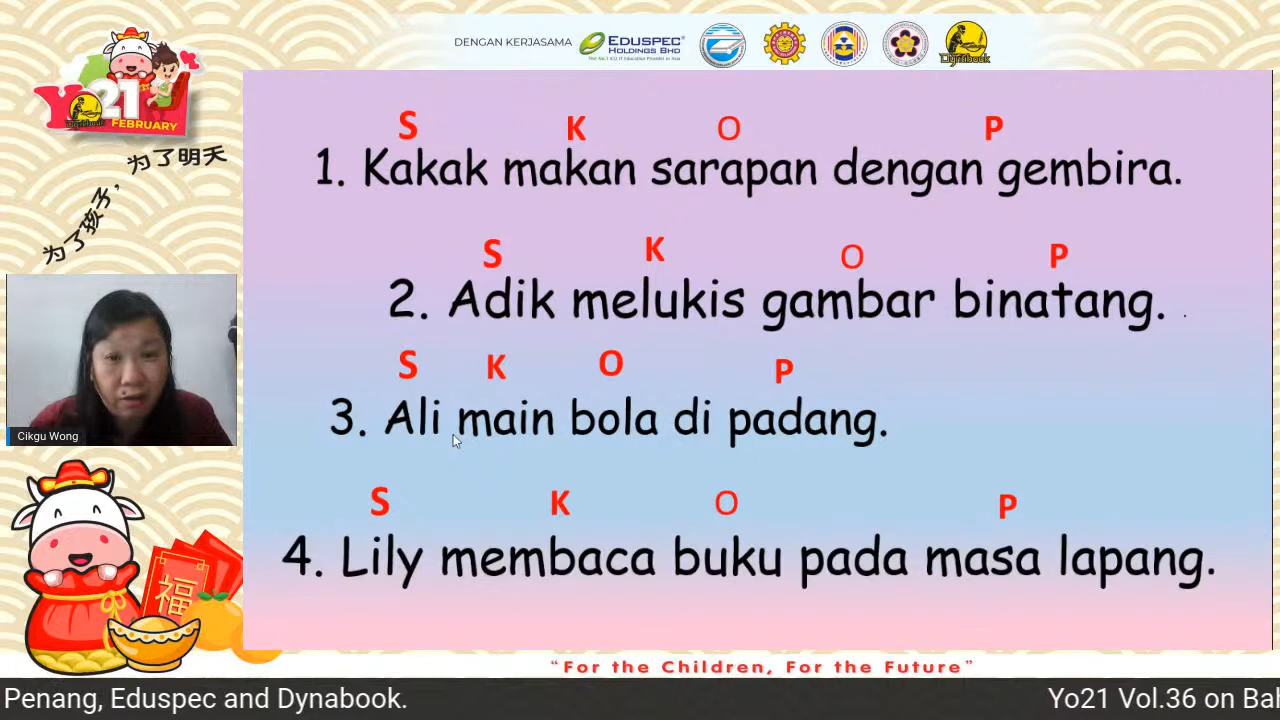 DENGAN KERJASAMA EDUSPEC HOLDINGS BHD
Dynabook
Yo21
FEBRUARY
为了孩子，为了明天
S K O P
1. Kakak makan sarapan dengan gembira.
S K O P
2. Adik melukis gambar binatang.
S K O P
3. Ali main bola di padang.
S K O P
4. Lily membaca buku pada masa lapang.
Cikgu Wong
福
"For the Children, For the Future"
Penang, Eduspec and Dynabook. Yo21 Vol.36 on Bah